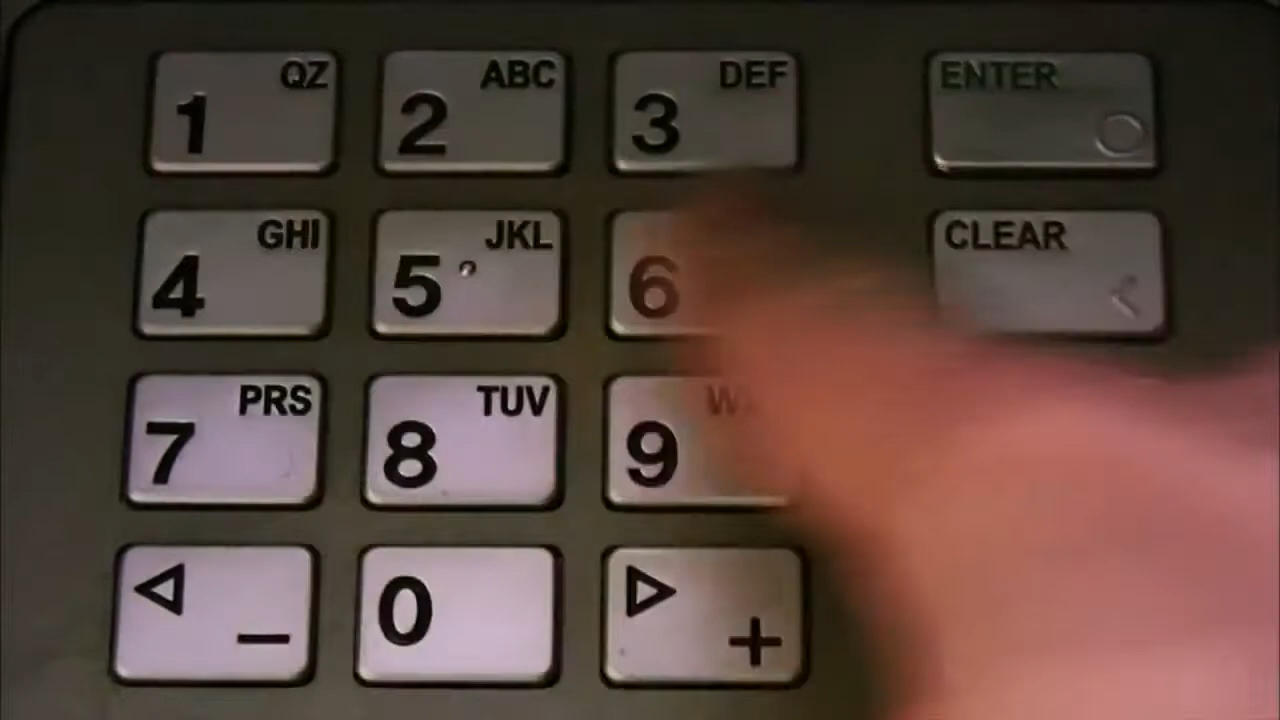 QZ ABC DEF ENTER
1 2 3
GHI JKL CLEAR
4 5 6
PRS TUV
7 8 9
0
− +